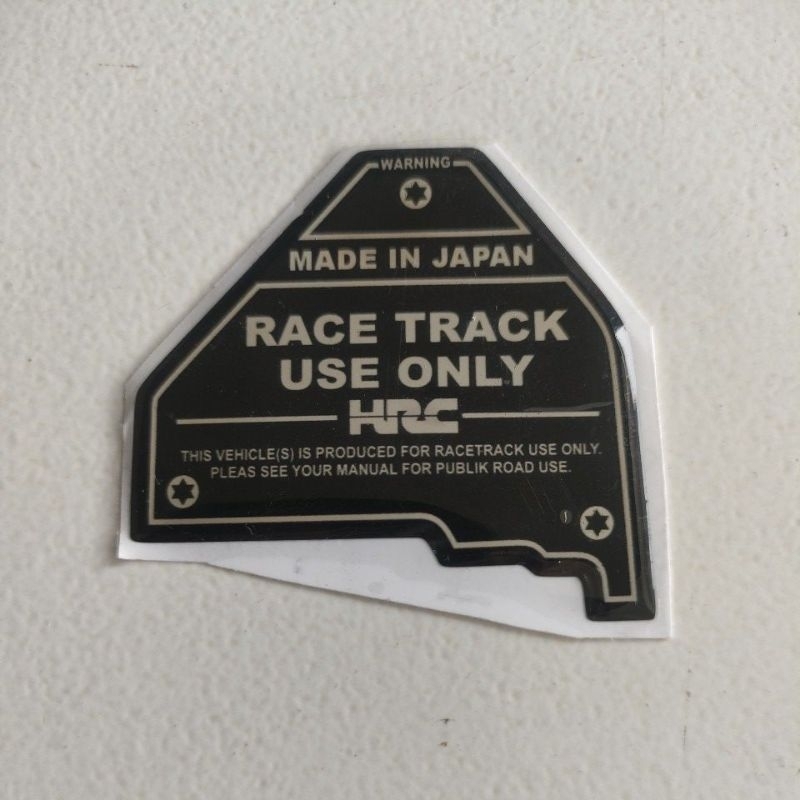 WARNING
MADE IN JAPAN
RACE TRACK
USE ONLY
HRC
THIS VEHICLE(S) IS PRODUCED FOR RACETRACK USE ONLY.
PLEAS SEE YOUR MANUAL FOR PUBLIK ROAD USE.